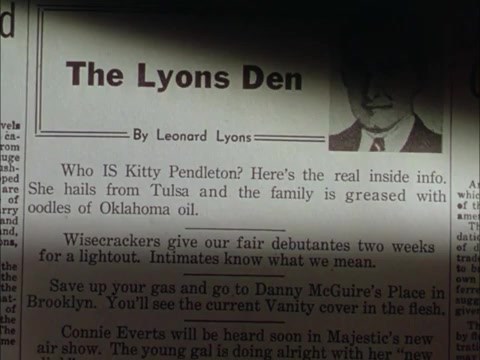 d
The Lyons Den
By Leonard Lyons
Who IS Kitty Pendleton? Here's the real inside info.
She hails from Tulsa and the family is greased with
oodles of Oklahoma oil.
Wisecrackers give our fair debutantes two weeks
for a lightout. Intimates know what we mean.
Save up your gas and go to Danny McGuire's Place in
Brooklyn. You'll see the current Vanity cover in the flesh.
Connie Everts will be heard soon in Majestic's new
air show. The young gal is doing alright with her "new